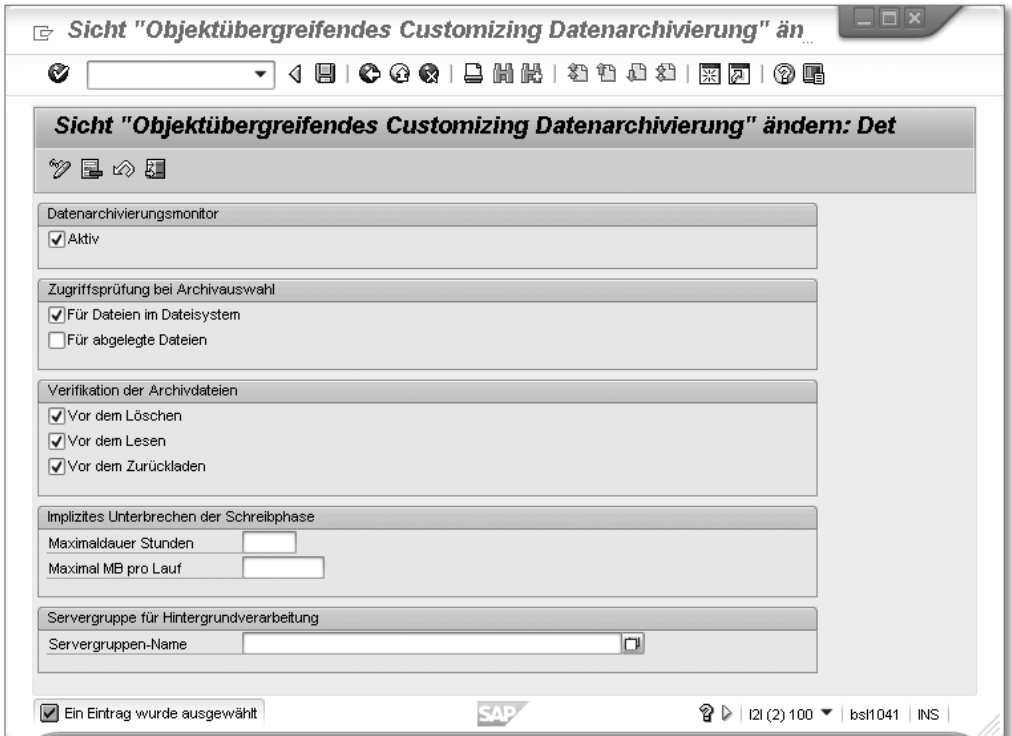 Sicht "Objektübergreifendes Customizing Datenarchivierung" än...
Sicht "Objektübergreifendes Customizing Datenarchivierung" ändern: Det
Datenarchivierungsmonitor
Aktiv
Zugriffsprüfung bei Archivauswahl
Für Dateien im Dateisystem
Für abgelegte Dateien
Verifikation der Archivdateien
Vor dem Löschen
Vor dem Lesen
Vor dem Zurückladen
Implizites Unterbrechen der Schreibphase
Maximaldauer Stunden
Maximal MB pro Lauf
Servergruppe für Hintergrundverarbeitung
Servergruppen-Name
Ein Eintrag wurde ausgewählt
SAP
I2I (2) 100
bsl1041
INS